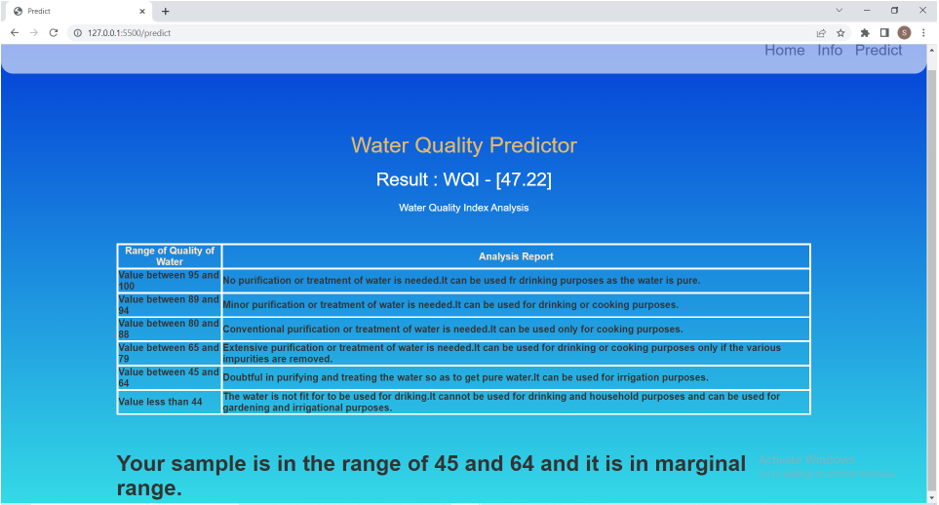 Predict
127.0.0.1:5500/predict
S
Home Info Predict
Water Quality Predictor
Result : WQI - [47.22]
Water Quality Index Analysis
Range of Quality of
Water
Analysis Report
Value between 95 and
100
No purification or treatment of water is needed.It can be used fr drinking purposes as the water is pure.
Value between 89 and
94
Minor purification or treatment of water is needed.It can be used for drinking or cooking purposes.
Value between 80 and
88
Conventional purification or treatment of water is needed.It can be used only for cooking purposes.
Value between 65 and
79
Extensive purification or treatment of water is needed.It can be used for drinking or cooking purposes only if the various
impurities are removed.
Value between 45 and
64
Doubtful in purifying and treating the water so as to get pure water.It can be used for irrigation purposes.
Value less than 44
The water is not fit for to be used for driking.It cannot be used for drinking and household purposes and can be used for
gardening and irrigational purposes.
Your sample is in the range of 45 and 64 and it is in marginal
range.
Activate Windows